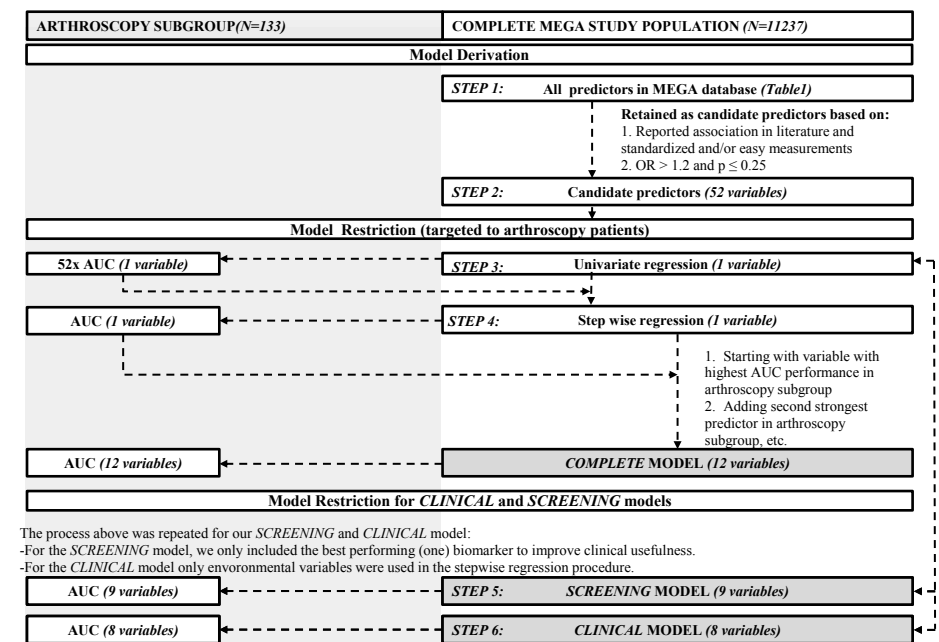 ARTHROSCOPY SUBGROUP(N=133)
COMPLETE MEGA STUDY POPULATION (N=11237)
Model Derivation
STEP 1: All predictors in MEGA database (Table1)
Retained as candidate predictors based on:
1. Reported association in literature and
standardized and/or easy measurements
2. OR > 1.2 and p ≤ 0.25
STEP 2: Candidate predictors (52 variables)
Model Restriction (targeted to arthroscopy patients)
52x AUC (1 variable)
STEP 3: Univariate regression (1 variable)
AUC (1 variable)
STEP 4: Step wise regression (1 variable)
1. Starting with variable with
highest AUC performance in
arthroscopy subgroup
2. Adding second strongest
predictor in arthroscopy
subgroup, etc.
AUC (12 variables)
COMPLETE MODEL (12 variables)
Model Restriction for CLINICAL and SCREENING models
The process above was repeated for our SCREENING and CLINICAL model:
-For the SCREENING model, we only included the best performing (one) biomarker to improve clinical usefulness.
-For the CLINICAL model only envoronmental variables were used in the stepwise regression procedure.
AUC (9 variables)
STEP 5: SCREENING MODEL (9 variables)
AUC (8 variables)
STEP 6: CLINICAL MODEL (8 variables)